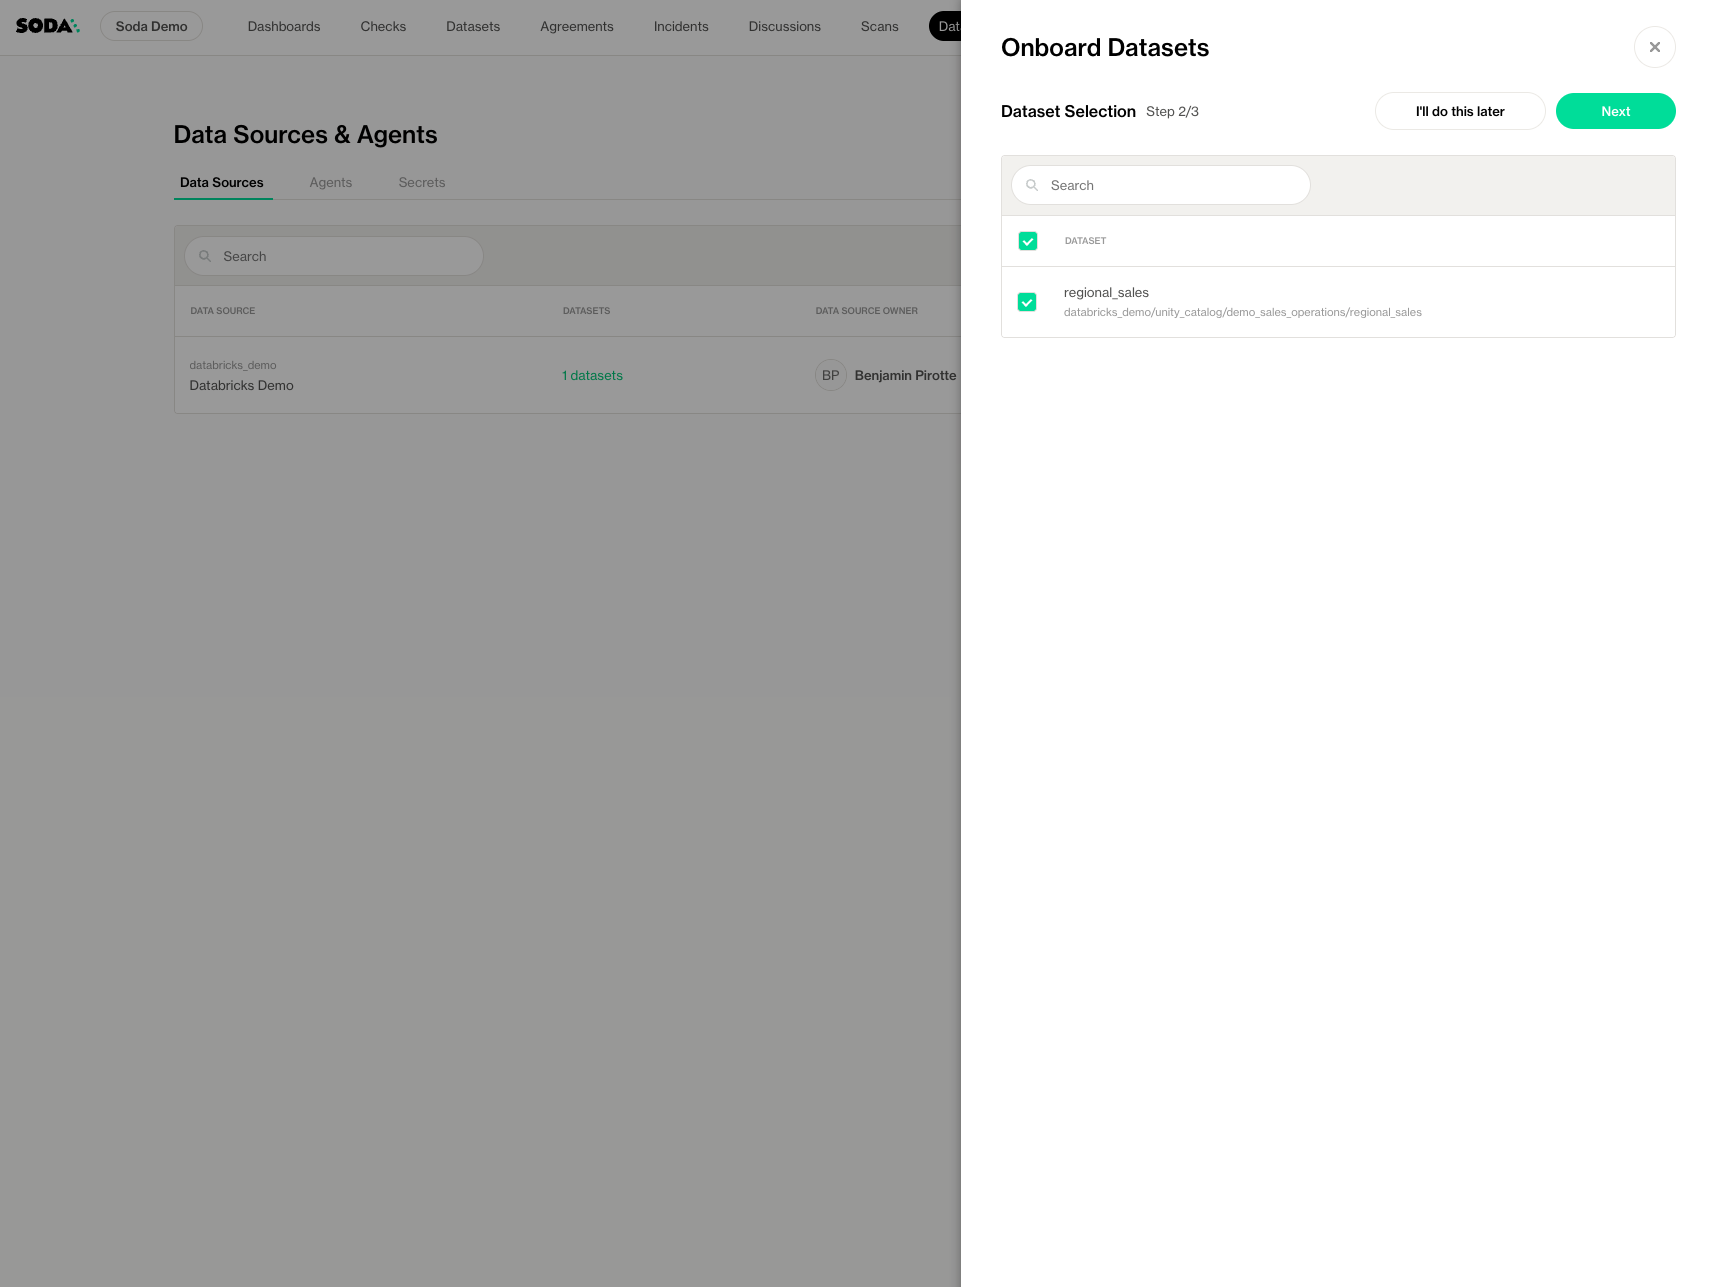 SODA
Soda Demo
Dashboards
Checks
Datasets
Agreements
Incidents
Discussions
Scans
Dat
Data Sources & Agents
Data Sources
Agents
Secrets
Search
DATA SOURCE
DATASETS
DATA SOURCE OWNER
databricks_demo
Databricks Demo
1 datasets
BP
Benjamin Pirotte
Onboard Datasets
Dataset Selection
Step 2/3
I'll do this later
Next
Search
DATASET
regional_sales
databricks_demo/unity_catalog/demo_sales_operations/regional_sales